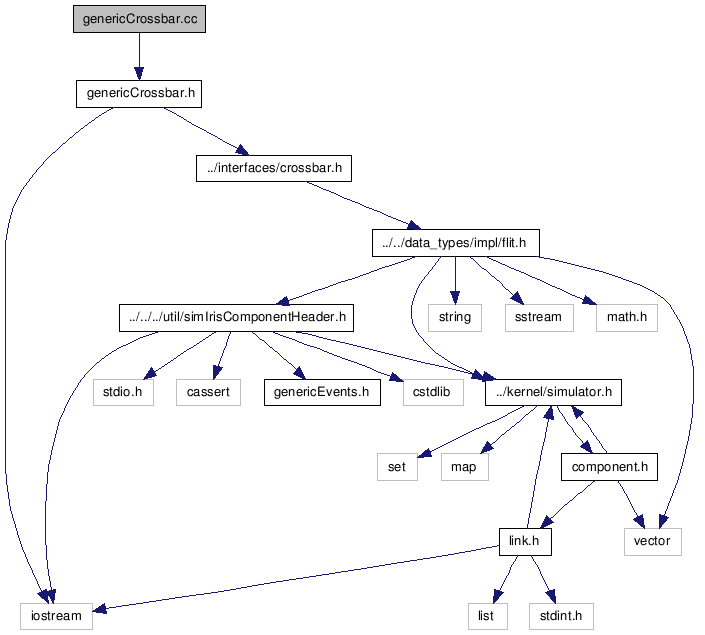 genericCrossbar.cc
genericCrossbar.h
../interfaces/crossbar.h
../../data_types/impl/flit.h
../../../util/simIrisComponentHeader.h
string
sstream
math.h
stdio.h
cassert
genericEvents.h
cstdlib
../kernel/simulator.h
set
map
component.h
link.h
vector
iostream
list
stdint.h